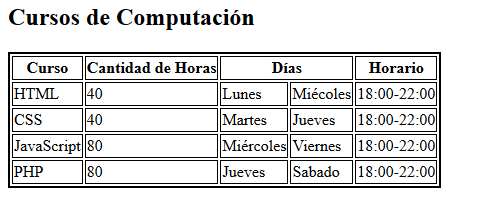 Cursos de Computación
Curso Cantidad de Horas Días Horario
HTML 40 Lunes Miécoles 18:00-22:00
CSS 40 Martes Jueves 18:00-22:00
JavaScript 80 Miércoles Viernes 18:00-22:00
PHP 80 Jueves Sabado 18:00-22:00